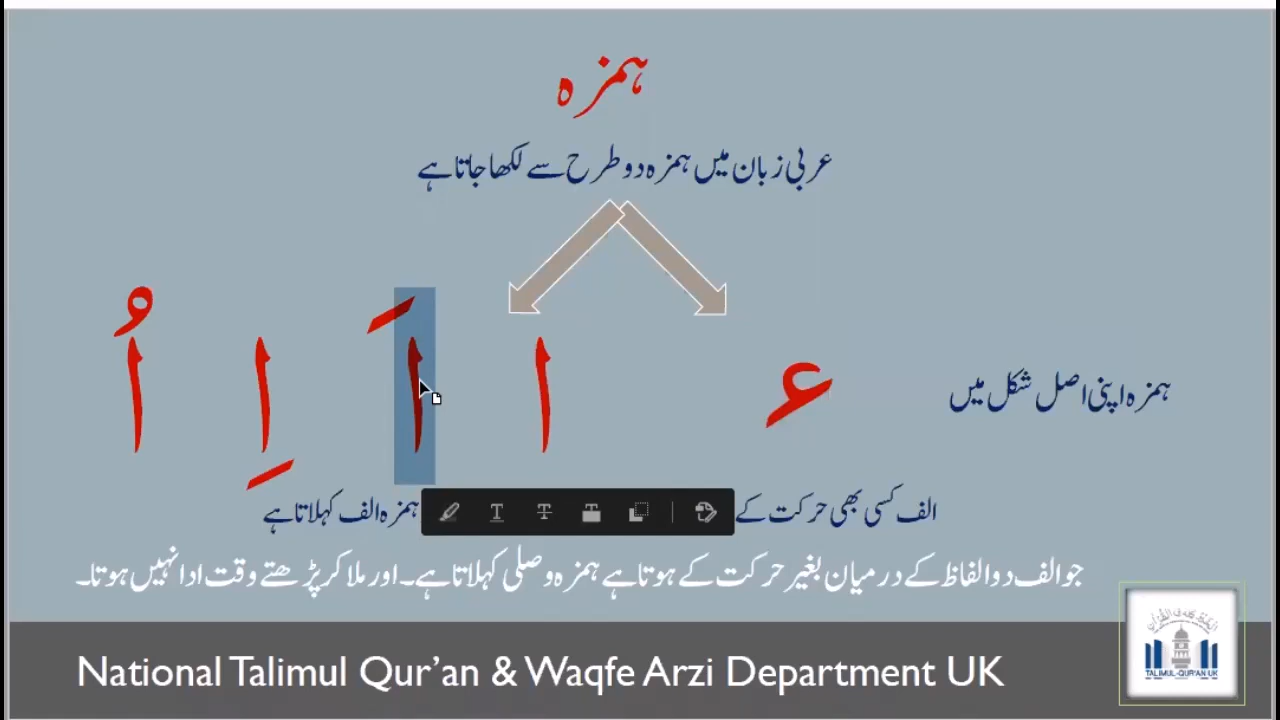 ہمزہ
عربی زبان میں ہمزہ دو طرح سے لکھا جاتا ہے
ہمزہ اپنی اصل شکل میں ء ا اَ اِ اُ
الف کسی بھی حرکت کے ہمزہ الف کہلاتا ہے
جو الف دو الفاظ کے درمیان بغیر حرکت کے ہوتا ہے ہمزہ وصلی کہلاتا ہے۔ اور ملا کر پڑھتے وقت ادا نہیں ہوتا۔
National Talimul Qur'an & Waqfe Arzi Department UK
TALIMUL-QUR'AN UK